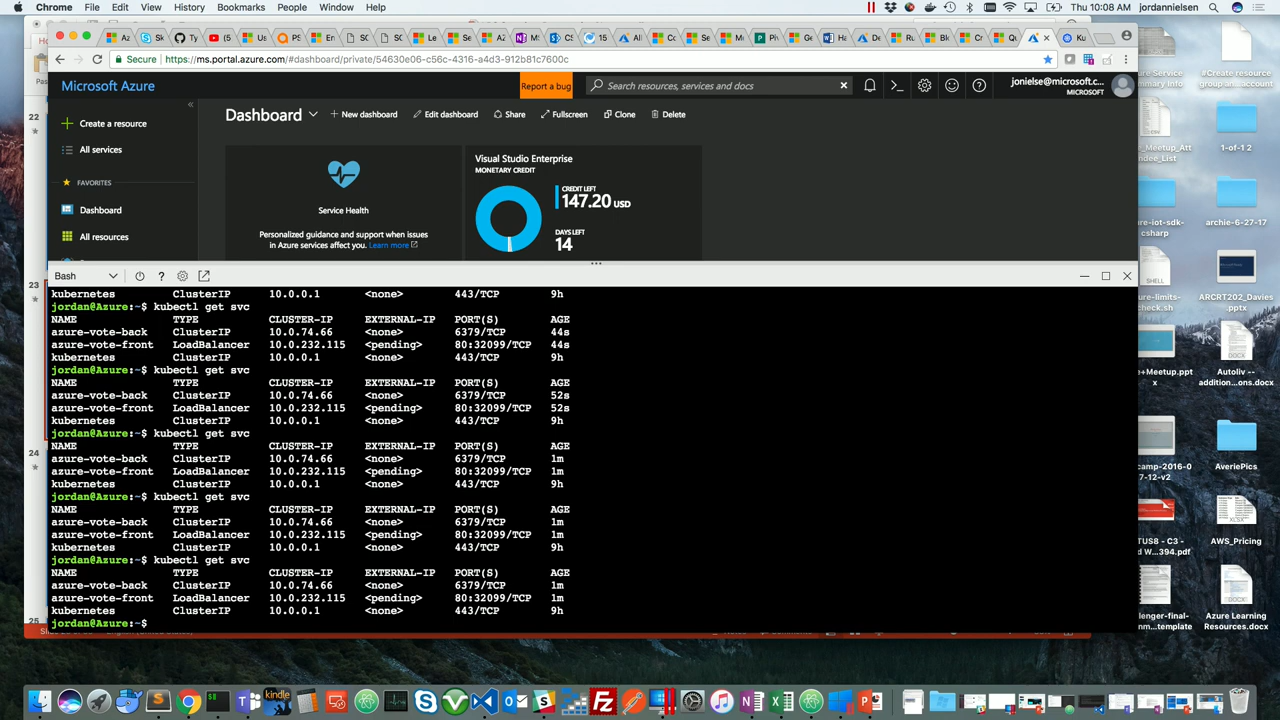 Chrome File Edit View History Bookmarks People Window Help
Thu 10:08 AM jordannielsen
Secure https://ms.portal.azure.com/#dashboard/private/54630e06-c56c-4316-a4d3-912bc81d7600c
Microsoft Azure
Report a bug
Search resources, services and docs
jonielse@microsoft.c...
MICROSOFT
Create a resource
All services
FAVORITES
Dashboard
All resources
Dashboard
New dashboard Edit dashboard Share Fullscreen Clone Delete
Service Health
Personalized guidance and support when issues
in Azure services affect you. Learn more
Visual Studio Enterprise
MONETARY CREDIT
CREDIT LEFT
147.20 USD
DAYS LEFT
14
Bash
kubernetes ClusterIP 10.0.0.1 <none> 443/TCP 9h
jordan@Azure:~$ kubectl get svc
NAME TYPE CLUSTER-IP EXTERNAL-IP PORT(S) AGE
azure-vote-back ClusterIP 10.0.74.66 <none> 6379/TCP 44s
azure-vote-front LoadBalancer 10.0.232.115 <pending> 80:32099/TCP 44s
kubernetes ClusterIP 10.0.0.1 <none> 443/TCP 9h
jordan@Azure:~$ kubectl get svc
NAME TYPE CLUSTER-IP EXTERNAL-IP PORT(S) AGE
azure-vote-back ClusterIP 10.0.74.66 <none> 6379/TCP 52s
azure-vote-front LoadBalancer 10.0.232.115 <pending> 80:32099/TCP 52s
kubernetes ClusterIP 10.0.0.1 <none> 443/TCP 9h
jordan@Azure:~$ kubectl get svc
NAME TYPE CLUSTER-IP EXTERNAL-IP PORT(S) AGE
azure-vote-back ClusterIP 10.0.74.66 <none> 6379/TCP 1m
azure-vote-front LoadBalancer 10.0.232.115 <pending> 80:32099/TCP 1m
kubernetes ClusterIP 10.0.0.1 <none> 443/TCP 9h
jordan@Azure:~$ kubectl get svc
NAME TYPE CLUSTER-IP EXTERNAL-IP PORT(S) AGE
azure-vote-back ClusterIP 10.0.74.66 <none> 6379/TCP 1m
azure-vote-front LoadBalancer 10.0.232.115 <pending> 80:32099/TCP 1m
kubernetes ClusterIP 10.0.0.1 <none> 443/TCP 9h
jordan@Azure:~$ kubectl get svc
NAME TYPE CLUSTER-IP EXTERNAL-IP PORT(S) AGE
azure-vote-back ClusterIP 10.0.74.66 <none> 6379/TCP 1m
azure-vote-front LoadBalancer 10.0.232.115 <pending> 80:32099/TCP 1m
kubernetes ClusterIP 10.0.0.1 <none> 443/TCP 9h
jordan@Azure:~$
22
23
24
25
#Create resource
group an...account
1-of-1 2
archie-6-27-17
ARCRT202_Davies
.pptx
Autoliv --
addition...ons.docx
AveriePics
AWS_Pricing
Azure Learning
Resources.docx
kindle